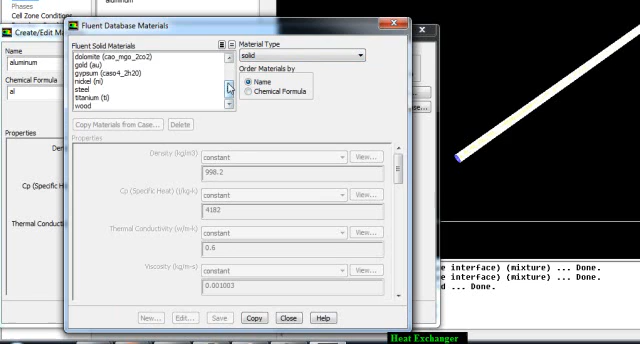 Phases
Cell Zone Conditions
aluminum
Create/Edit Ma
Name
aluminum
Chemical Formula
al
Properties
Den
Cp (Specific H
Thermal Conducti
Fluent Database Materials
Fluent Solid Materials
dolomite (cao_mgo_2co2)
gold (au)
gypsum (caso4_2h20)
nickel (ni)
steel
titanium (ti)
wood
Material Type
solid
Order Materials by
Name
Chemical Formula
Copy Materials from Case...
Delete
Properties
Density (kg/m3)
constant
View...
998.2
Cp (Specific Heat) (j/kg-k)
constant
View...
4182
Thermal Conductivity (w/m-k)
constant
View...
0.6
Viscosity (kg/m-s)
constant
View...
0.001003
New...
Edit...
Save
Copy
Close
Help
se...
e interface) (mixture) ... Done.
e interface) (mixture) ... Done.
d ... Done.
Heat Exchanger